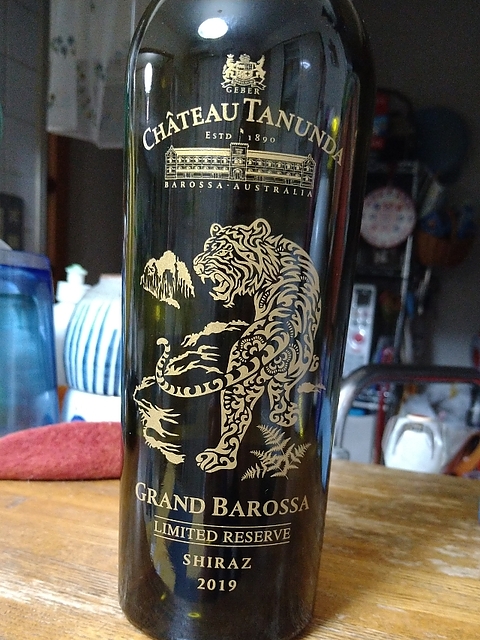 GEBER
CHÂTEAU TANUNDA
ESTD 1890
BAROSSA-AUSTRALIA
GRAND BAROSSA
LIMITED RESERVE
SHIRAZ
2019